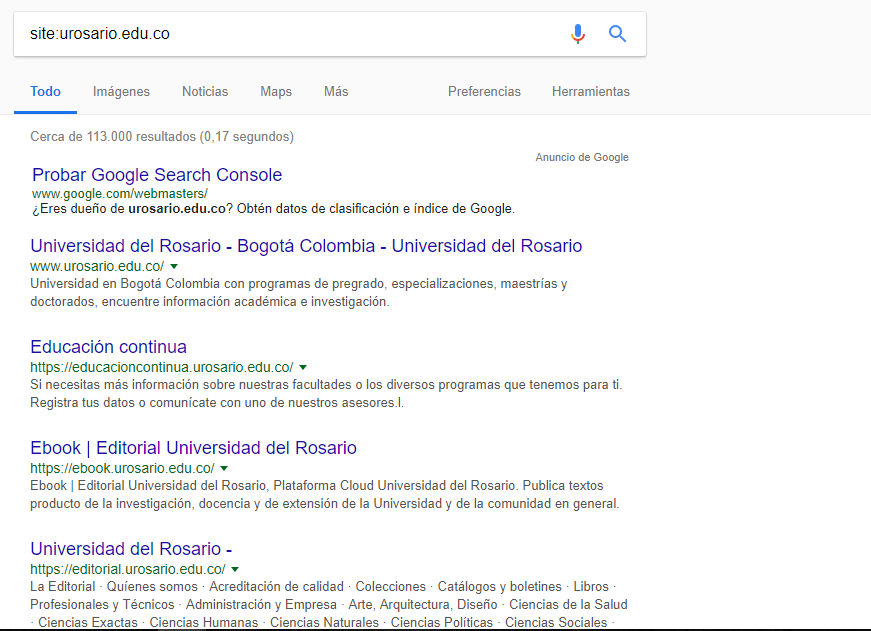 site:urosario.edu.co
Todo Imágenes Noticias Maps Más Preferencias Herramientas
Cerca de 113.000 resultados (0,17 segundos)
Anuncio de Google
Probar Google Search Console
www.google.com/webmasters/
¿Eres dueño de urosario.edu.co? Obtén datos de clasificación e índice de Google.
Universidad del Rosario - Bogotá Colombia - Universidad del Rosario
www.urosario.edu.co/
Universidad en Bogotá Colombia con programas de pregrado, especializaciones, maestrías y
doctorados, encuentre información académica e investigación.
Educación continua
https://educacioncontinua.urosario.edu.co/
Si necesitas más información sobre nuestras facultades o los diversos programas que tenemos para ti.
Registra tus datos o comunícate con uno de nuestros asesores.l.
Ebook | Editorial Universidad del Rosario
https://ebook.urosario.edu.co/
Ebook | Editorial Universidad del Rosario, Plataforma Cloud Universidad del Rosario. Publica textos
producto de la investigación, docencia y de extensión de la Universidad y de la comunidad en general.
Universidad del Rosario -
https://editorial.urosario.edu.co/
La Editorial · Quíenes somos · Acreditación de calidad · Colecciones · Catálogos y boletines · Libros ·
Profesionales y Técnicos · Administración y Empresa · Arte, Arquitectura, Diseño · Ciencias de la Salud
· Ciencias Exactas · Ciencias Humanas · Ciencias Naturales · Ciencias Políticas · Ciencias Sociales ·